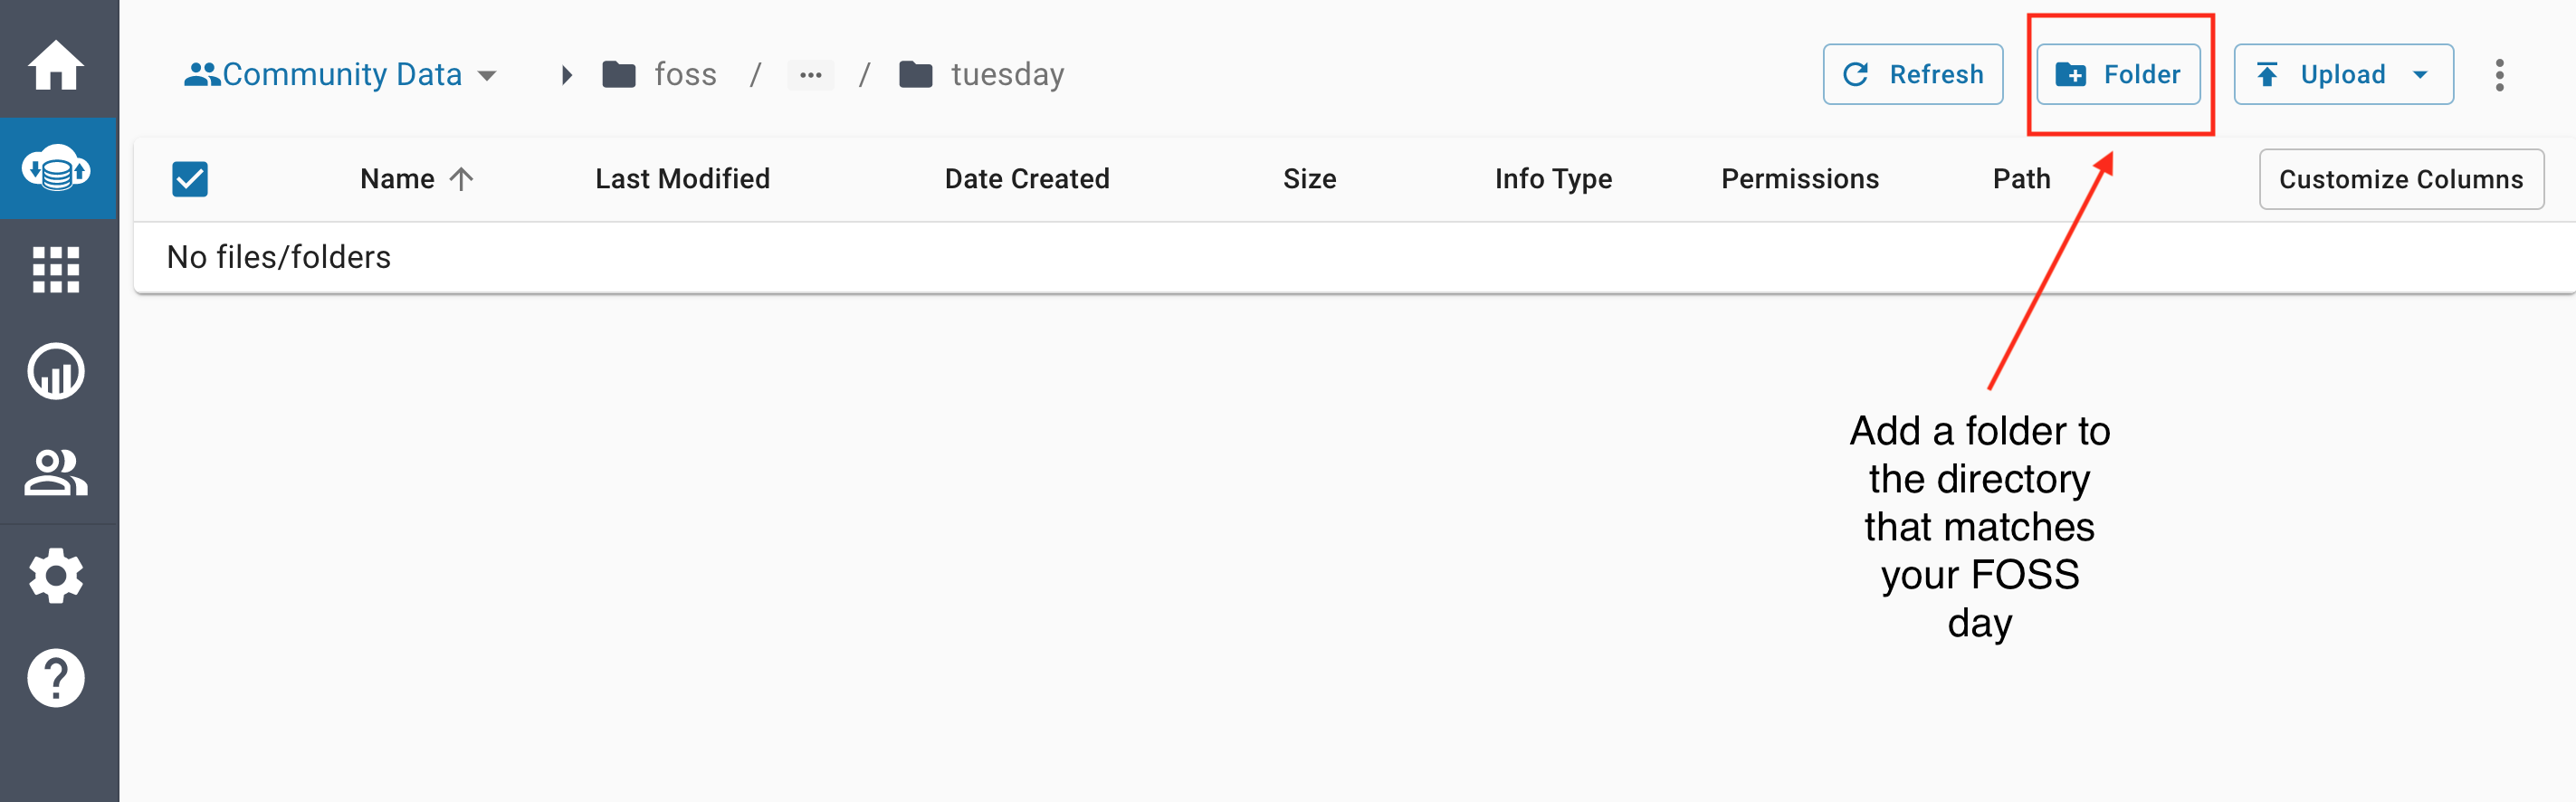 Community Data foss / ... / tuesday Refresh Folder Upload
Name Last Modified Date Created Size Info Type Permissions Path Customize Columns
No files/folders
Add a folder to
the directory
that matches
your FOSS
day